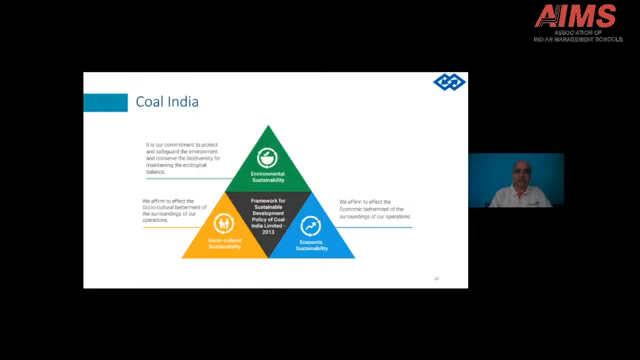 AIMS
ASSOCIATION OF
INDIAN MANAGEMENT SCHOOLS
Coal India
It is our commitment to protect
and safeguard the environment
and conserve the biodiversity for
maintaining the ecological
balance.
Environmental
Sustainability
We affirm to effect the
Socio-cultural betterment of
the surroundings of our
operations.
Framework for
Sustainable
Development
Policy of Coal
India Limited -
2013
We affirm to effect the
Economic betterment of the
surroundings of our operations.
Socio-cultural
Sustainability
Economic
Sustainability